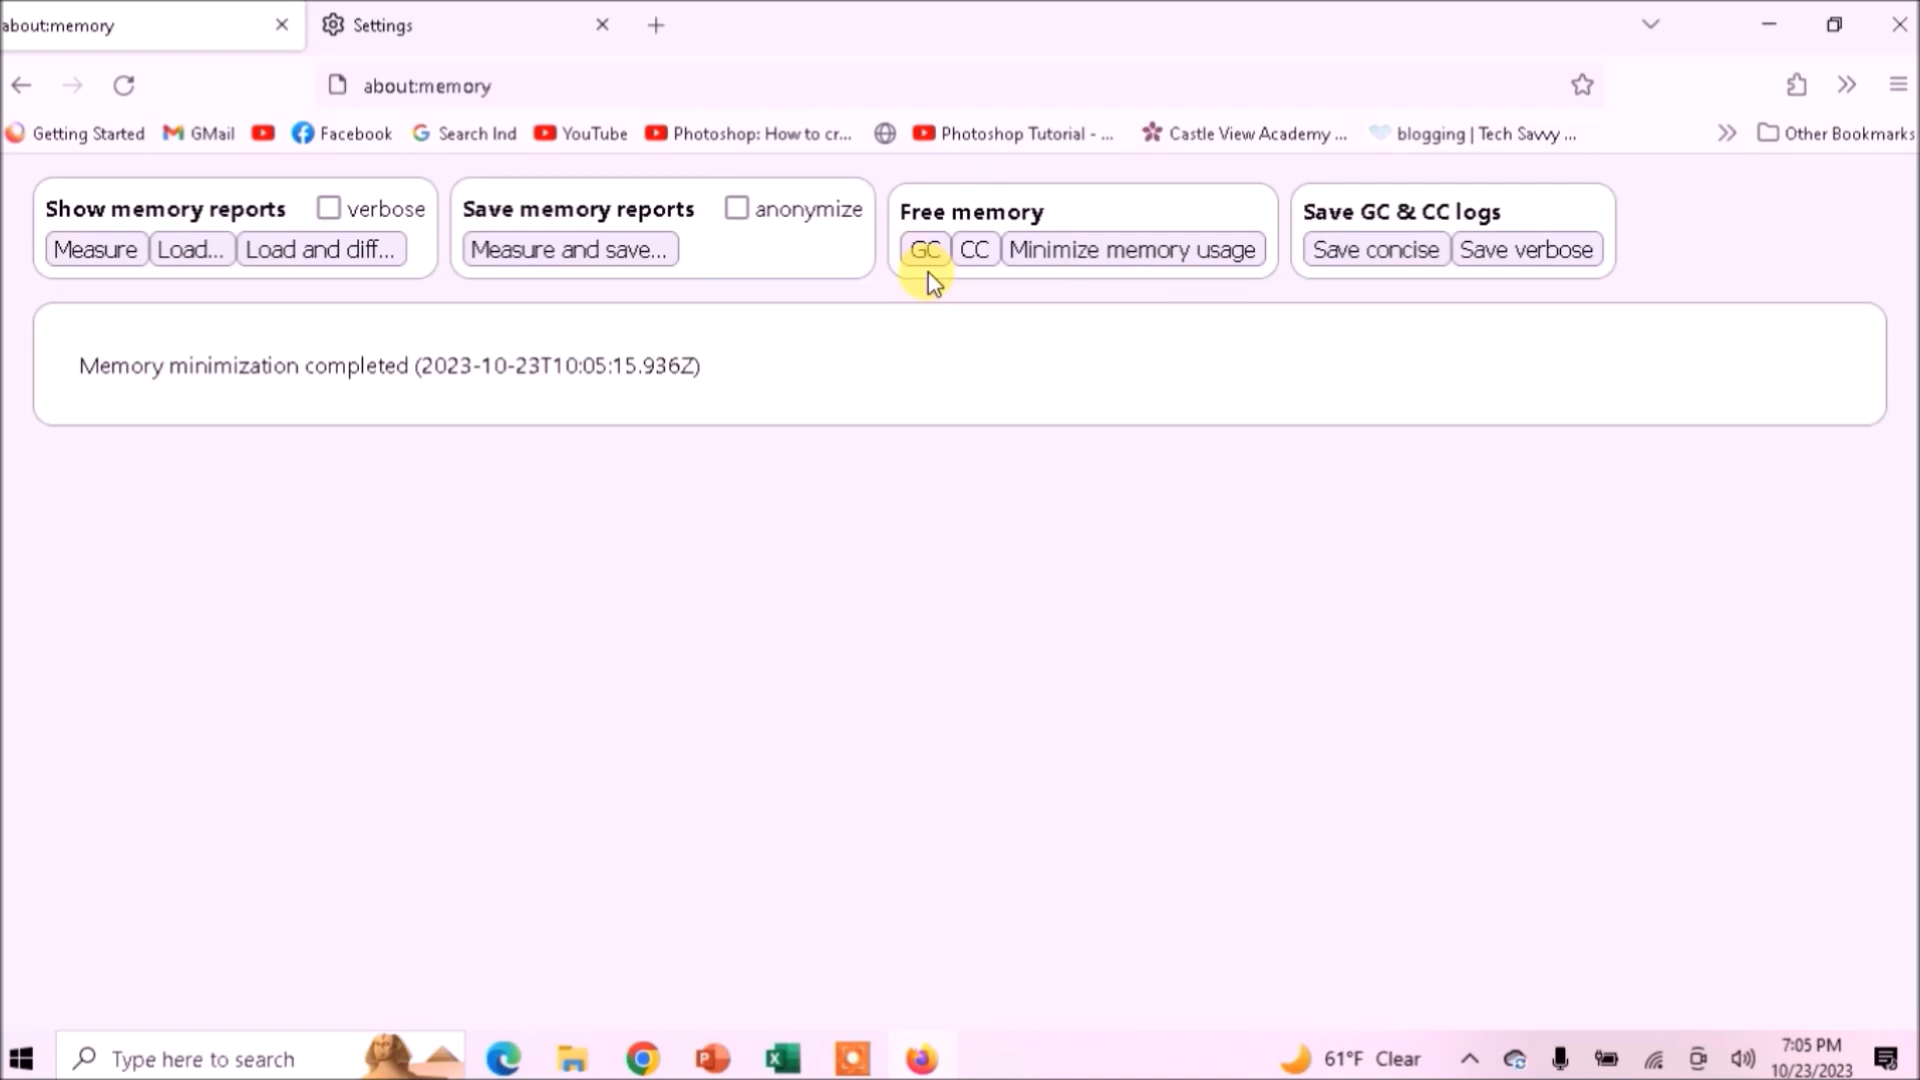 about:memory
Settings
about:memory
Getting Started
GMail
Facebook
Search Ind
YouTube
Photoshop: How to cr...
Photoshop Tutorial - ...
Castle View Academy ...
blogging | Tech Savvy ...
Other Bookmarks
Show memory reports
verbose
Measure
Load...
Load and diff...
Save memory reports
anonymize
Measure and save...
Free memory
GC
CC
Minimize memory usage
Save GC & CC logs
Save concise
Save verbose
Memory minimization completed (2023-10-23T10:05:15.936Z)
Type here to search
61°F Clear
7:05 PM
10/23/2023